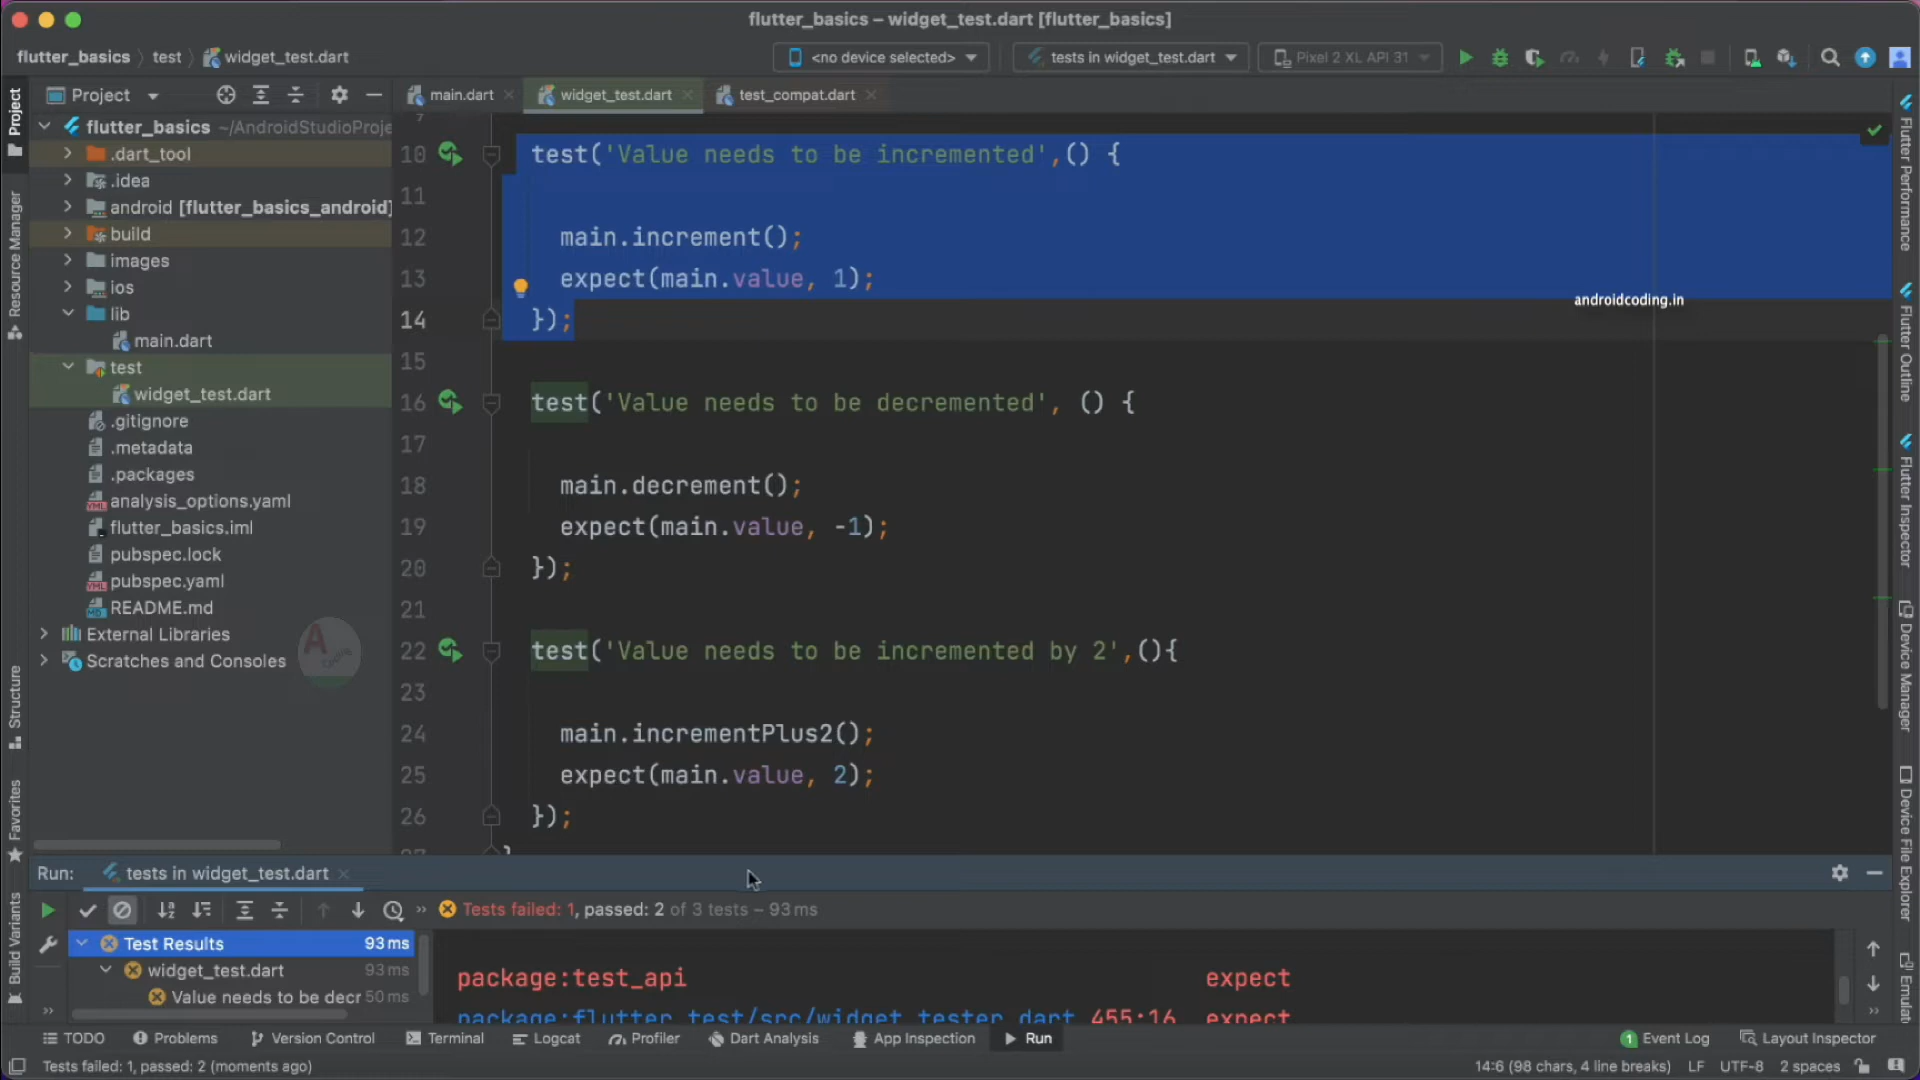 flutter_basics – widget_test.dart [flutter_basics]
flutter_basics test widget_test.dart
<no device selected> tests in widget_test.dart Pixel 2 XL API 31
Project main.dart widget_test.dart test_compat.dart
flutter_basics ~/AndroidStudioProje
.dart_tool
.idea
android [flutter_basics_android]
build
images
ios
lib
main.dart
test
widget_test.dart
.gitignore
.metadata
.packages
analysis_options.yaml
flutter_basics.iml
pubspec.lock
pubspec.yaml
README.md
External Libraries
Scratches and Consoles
Project
Resource Manager
Structure
Favorites
Build Variants
10 test('Value needs to be incremented',() {
11
12 main.increment();
13 expect(main.value, 1);
14 });
15
16 test('Value needs to be decremented', () {
17
18 main.decrement();
19 expect(main.value, -1);
20 });
21
22 test('Value needs to be incremented by 2',(){
23
24 main.incrementPlus2();
25 expect(main.value, 2);
26 });
androidcoding.in
Flutter Performance
Flutter Outline
Flutter Inspector
Device Manager
Device File Explorer
Emulat
Run: tests in widget_test.dart
Tests failed: 1, passed: 2 of 3 tests – 93 ms
Test Results 93 ms
widget_test.dart 93 ms
Value needs to be decr 50 ms
package:test_api expect
package:flutter_test/src/widget_tester.dart 455:16 expect
TODO Problems Version Control Terminal Logcat Profiler Dart Analysis App Inspection Run 1 Event Log Layout Inspector
Tests failed: 1, passed: 2 (moments ago) 14:6 (98 chars, 4 line breaks) LF UTF-8 2 spaces